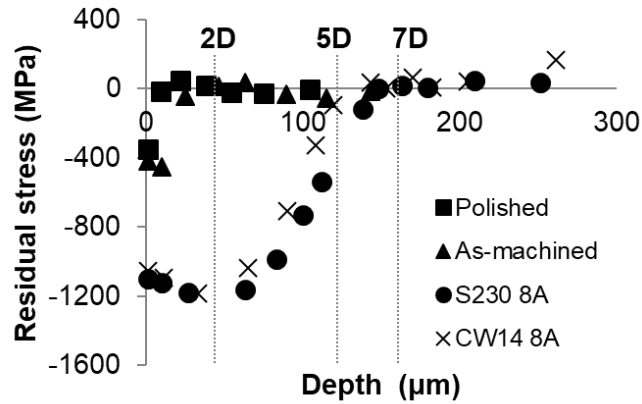 400
2D 5D 7D
0
0 100 200 300
-400
-800
-1200
-1600
Residual stress (MPa)
Depth (µm)
Polished
As-machined
S230 8A
CW14 8A